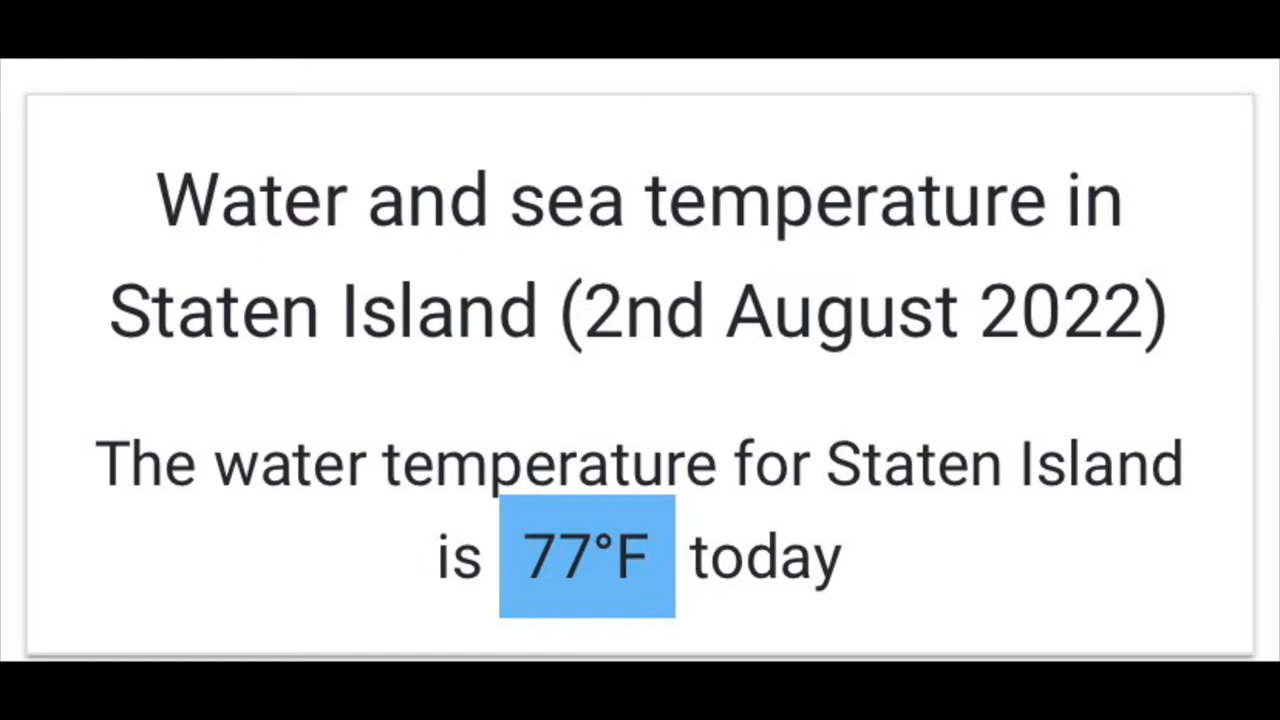 Water and sea temperature in
Staten Island (2nd August 2022)
The water temperature for Staten Island
is 77°F today